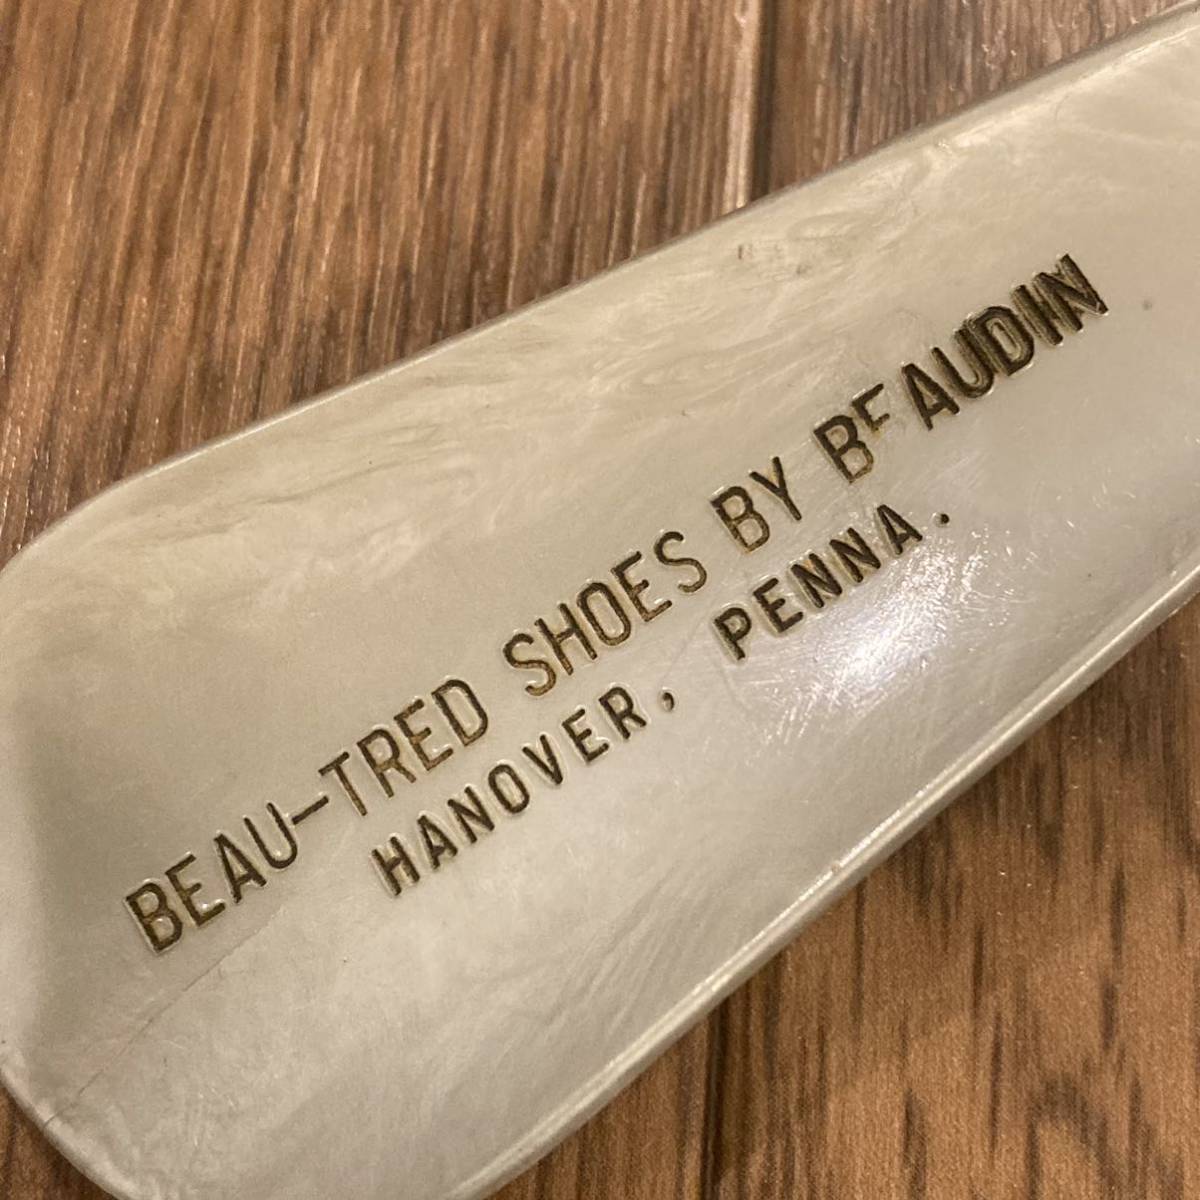 BEAU-TRED SHOES BY BEAUDIN
HANOVER, PENNA.